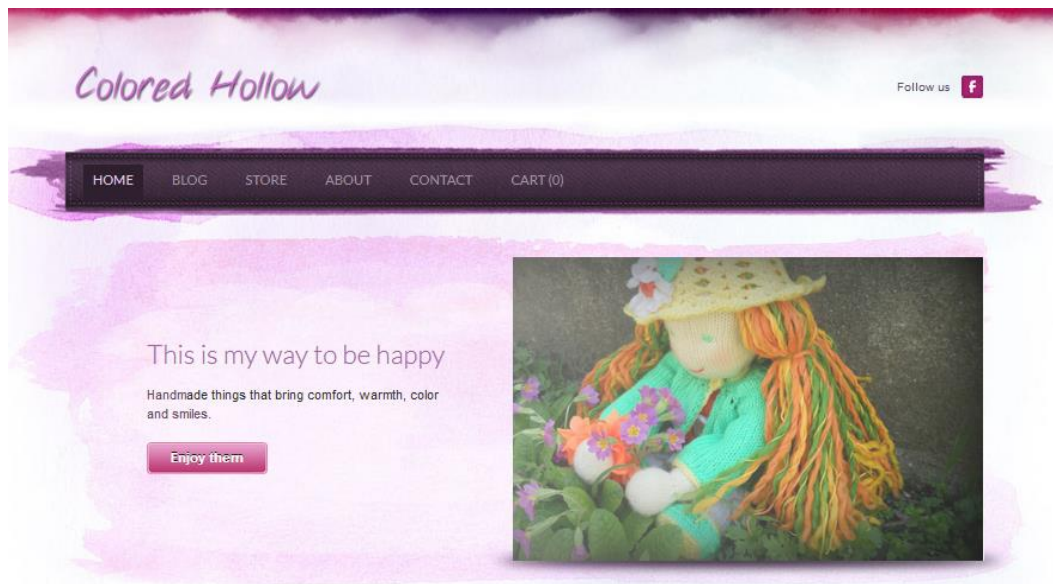 Colored Hollow
Follow us
HOME BLOG STORE ABOUT CONTACT CART (0)
This is my way to be happy
Handmade things that bring comfort, warmth, color
and smiles.
Enjoy them